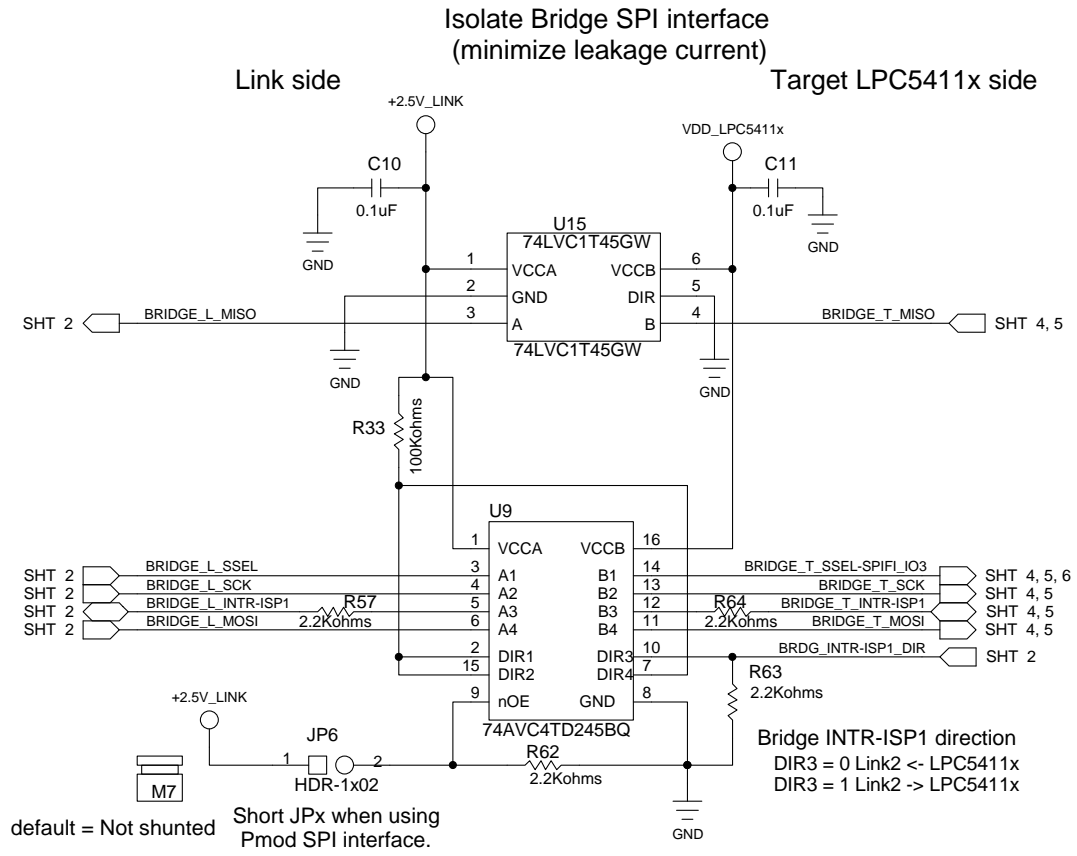 Isolate Bridge SPI interface
(minimize leakage current)
Link side
Target LPC5411x side
+2.5V_LINK
VDD_LPC5411x
C10
0.1uF
GND
C11
0.1uF
GND
U15
74LVC1T45GW
1 VCCA VCCB 6
2 GND DIR 5
3 A B 4
74LVC1T45GW
SHT 2 BRIDGE_L_MISO
BRIDGE_T_MISO SHT 4, 5
GND
GND
R33
100Kohms
U9
1 VCCA VCCB 16
SHT 2 BRIDGE_L_SSEL 3 A1 B1 14 BRIDGE_T_SSEL-SPIFI_IO3 SHT 4, 5, 6
SHT 2 BRIDGE_L_SCK 4 A2 B2 13 BRIDGE_T_SCK SHT 4, 5
SHT 2 BRIDGE_L_INTR-ISP1 R57 5 A3 B3 12 R64 BRIDGE_T_INTR-ISP1 SHT 4, 5
SHT 2 BRIDGE_L_MOSI 2.2Kohms 6 A4 B4 11 2.2Kohms BRIDGE_T_MOSI SHT 4, 5
2 DIR1 DIR3 10 BRDG_INTR-ISP1_DIR SHT 2
15 DIR2 DIR4 7
9 nOE GND 8
74AVC4TD245BQ
R63
2.2Kohms
+2.5V_LINK
JP6
1 2
HDR-1x02
R62
2.2Kohms
GND
M7
default = Not shunted
Short JPx when using
Pmod SPI interface.
Bridge INTR-ISP1 direction
DIR3 = 0 Link2 <- LPC5411x
DIR3 = 1 Link2 -> LPC5411x